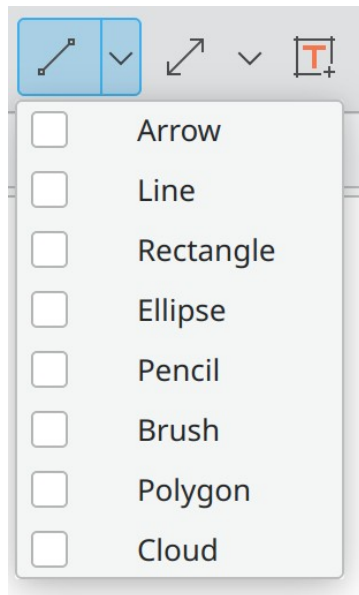 T
Arrow
Line
Rectangle
Ellipse
Pencil
Brush
Polygon
Cloud